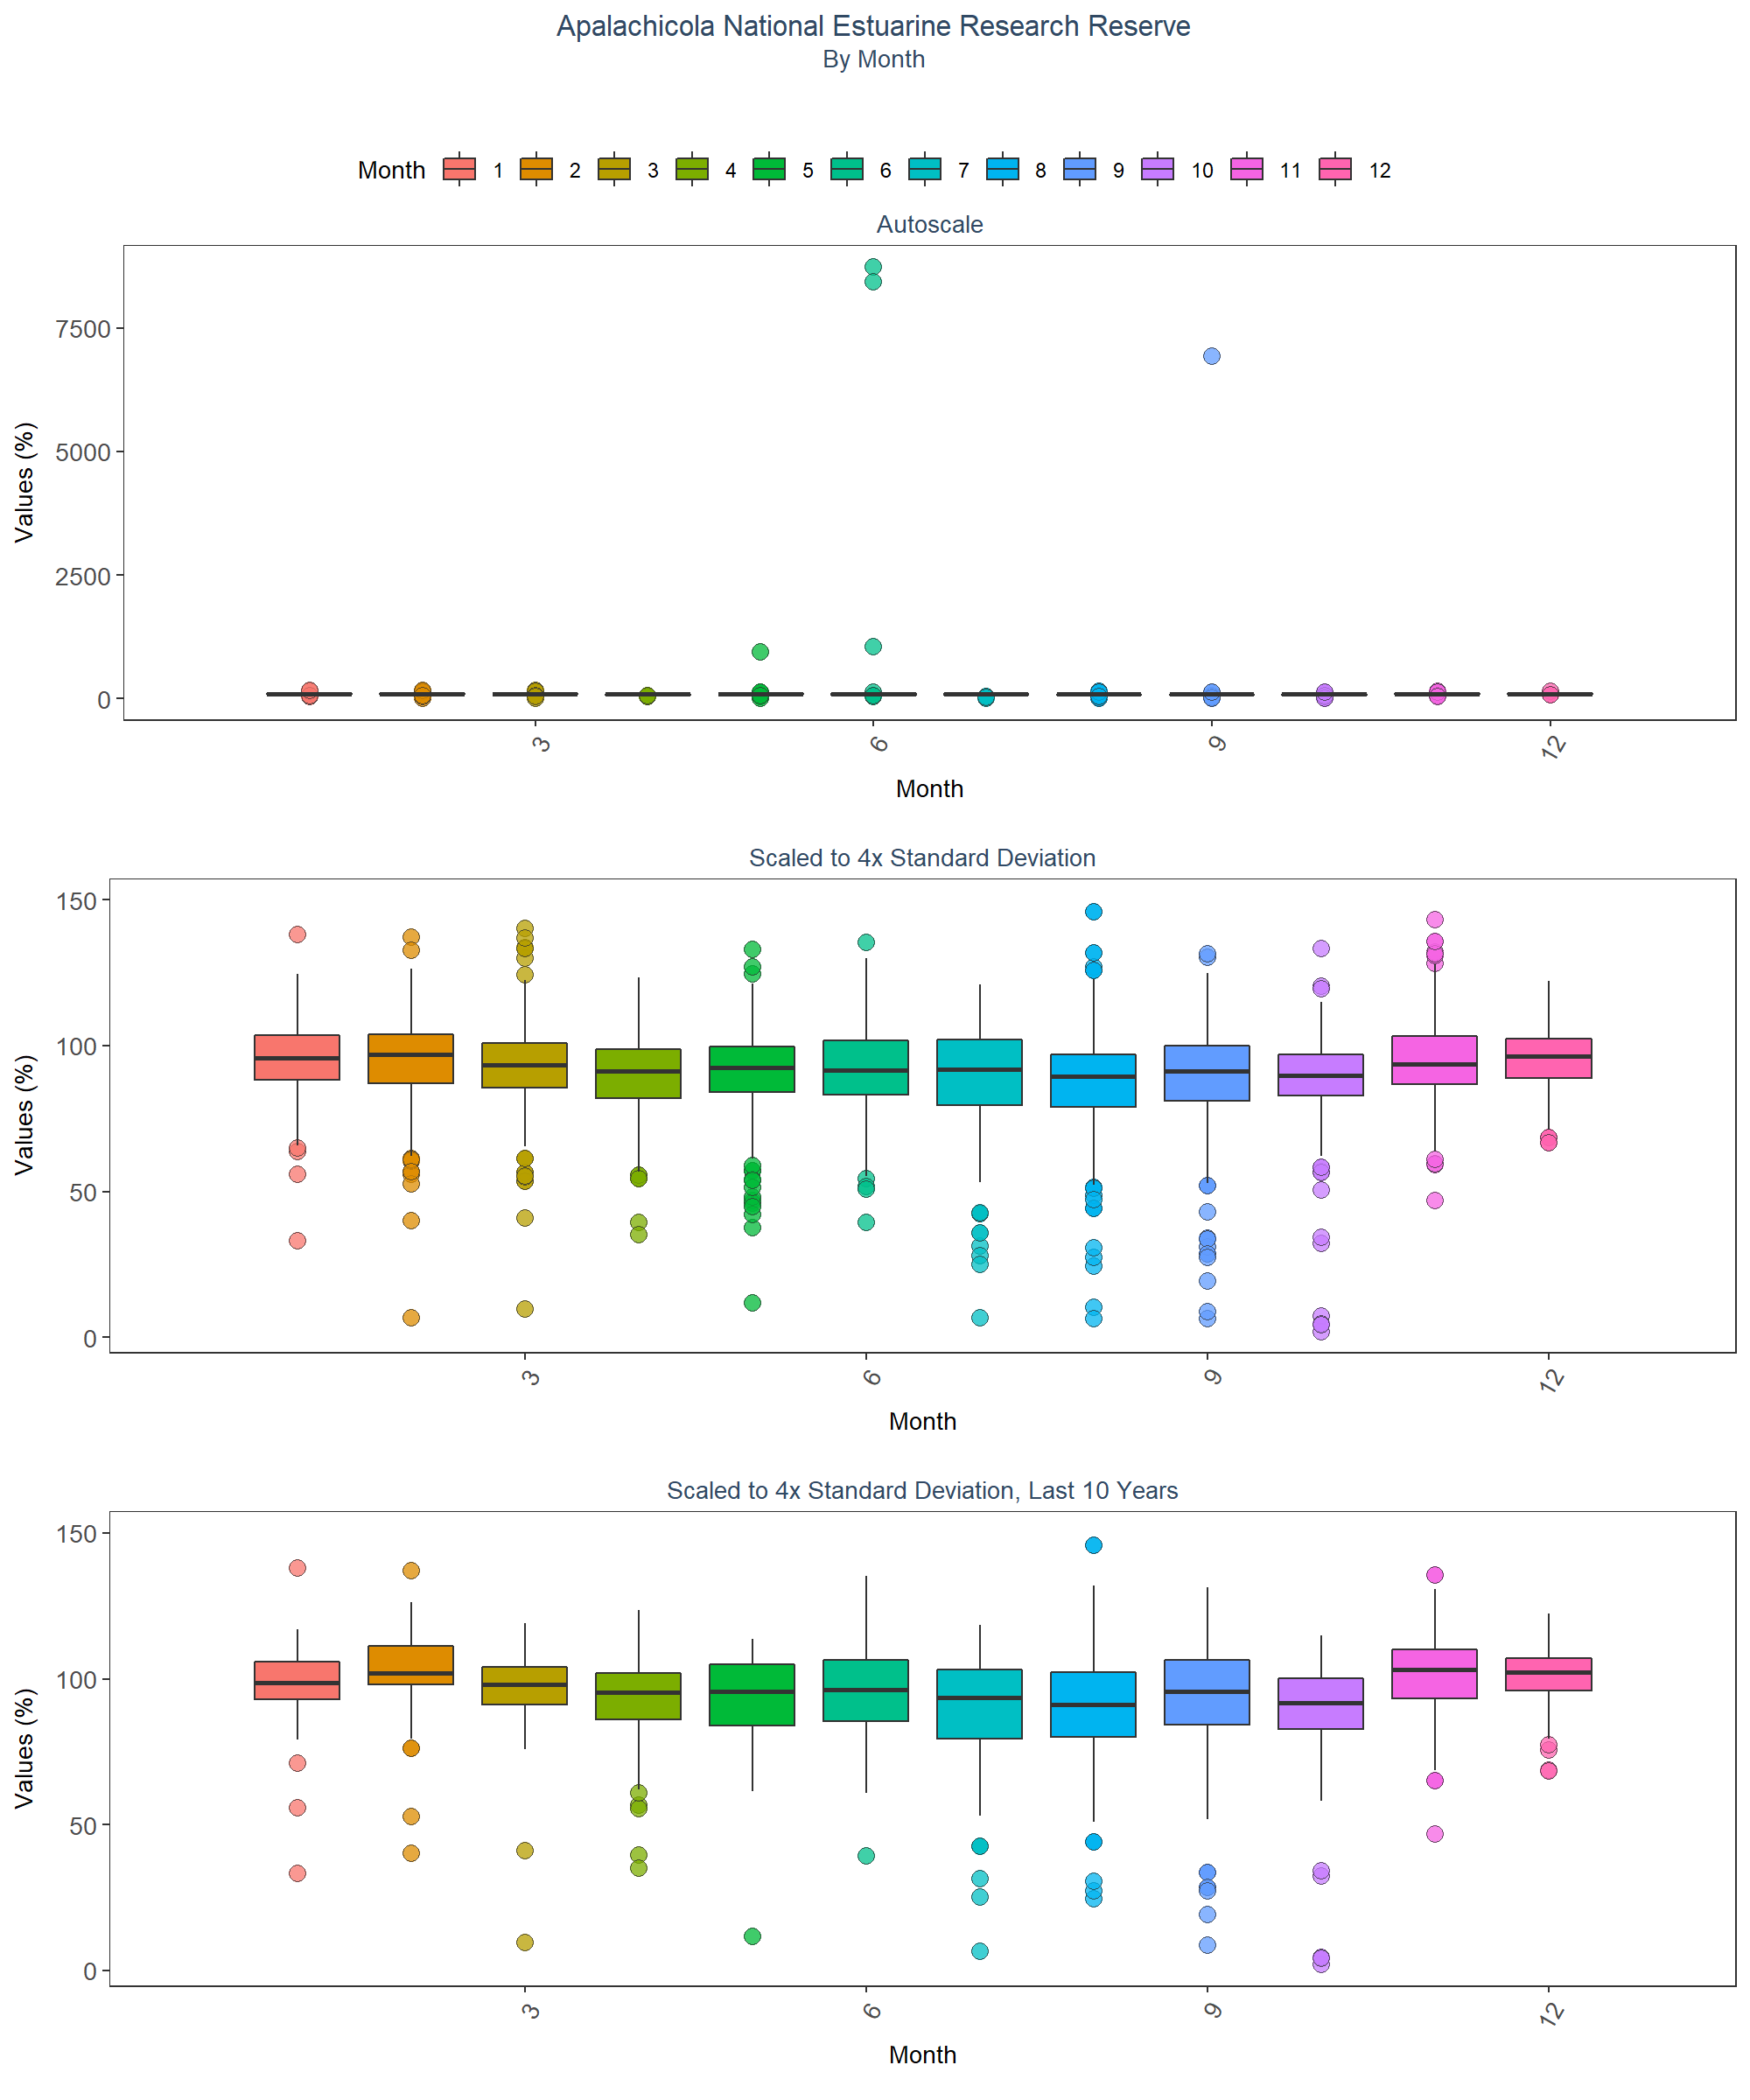 Apalachicola National Estuarine Research Reserve
By Month
Month 1 2 3 4 5 6 7 8 9 10 11 12
Autoscale
Values (%)
7500
5000
2500
0
3 6 9 12
Month
Scaled to 4x Standard Deviation
Values (%)
150
100
50
0
3 6 9 12
Month
Scaled to 4x Standard Deviation, Last 10 Years
Values (%)
150
100
50
0
3 6 9 12
Month